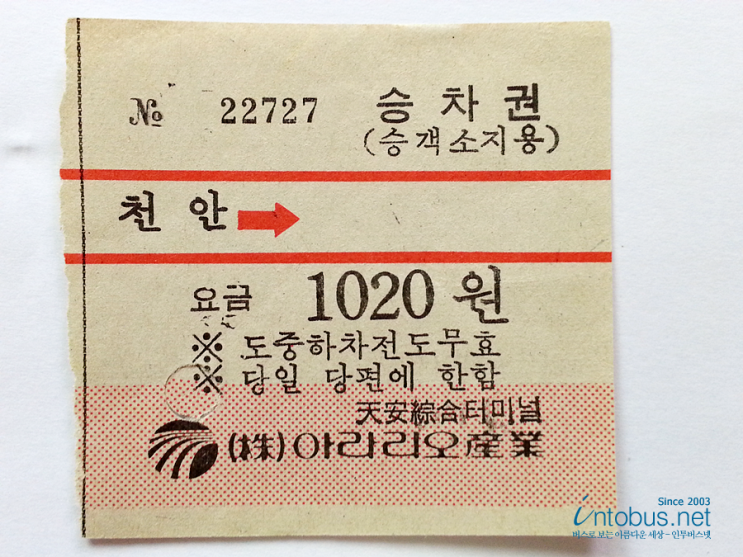 № 22727 승차권
(승객소지용)
천안 →
요금 1020 원
※ 도중하차전도무효
※ 당일 당편에 한함
天安綜合터미널
(株)아라리오産業
Since 2003
intobus.net
버스로 보는 아름다운 세상 - 인투버스넷